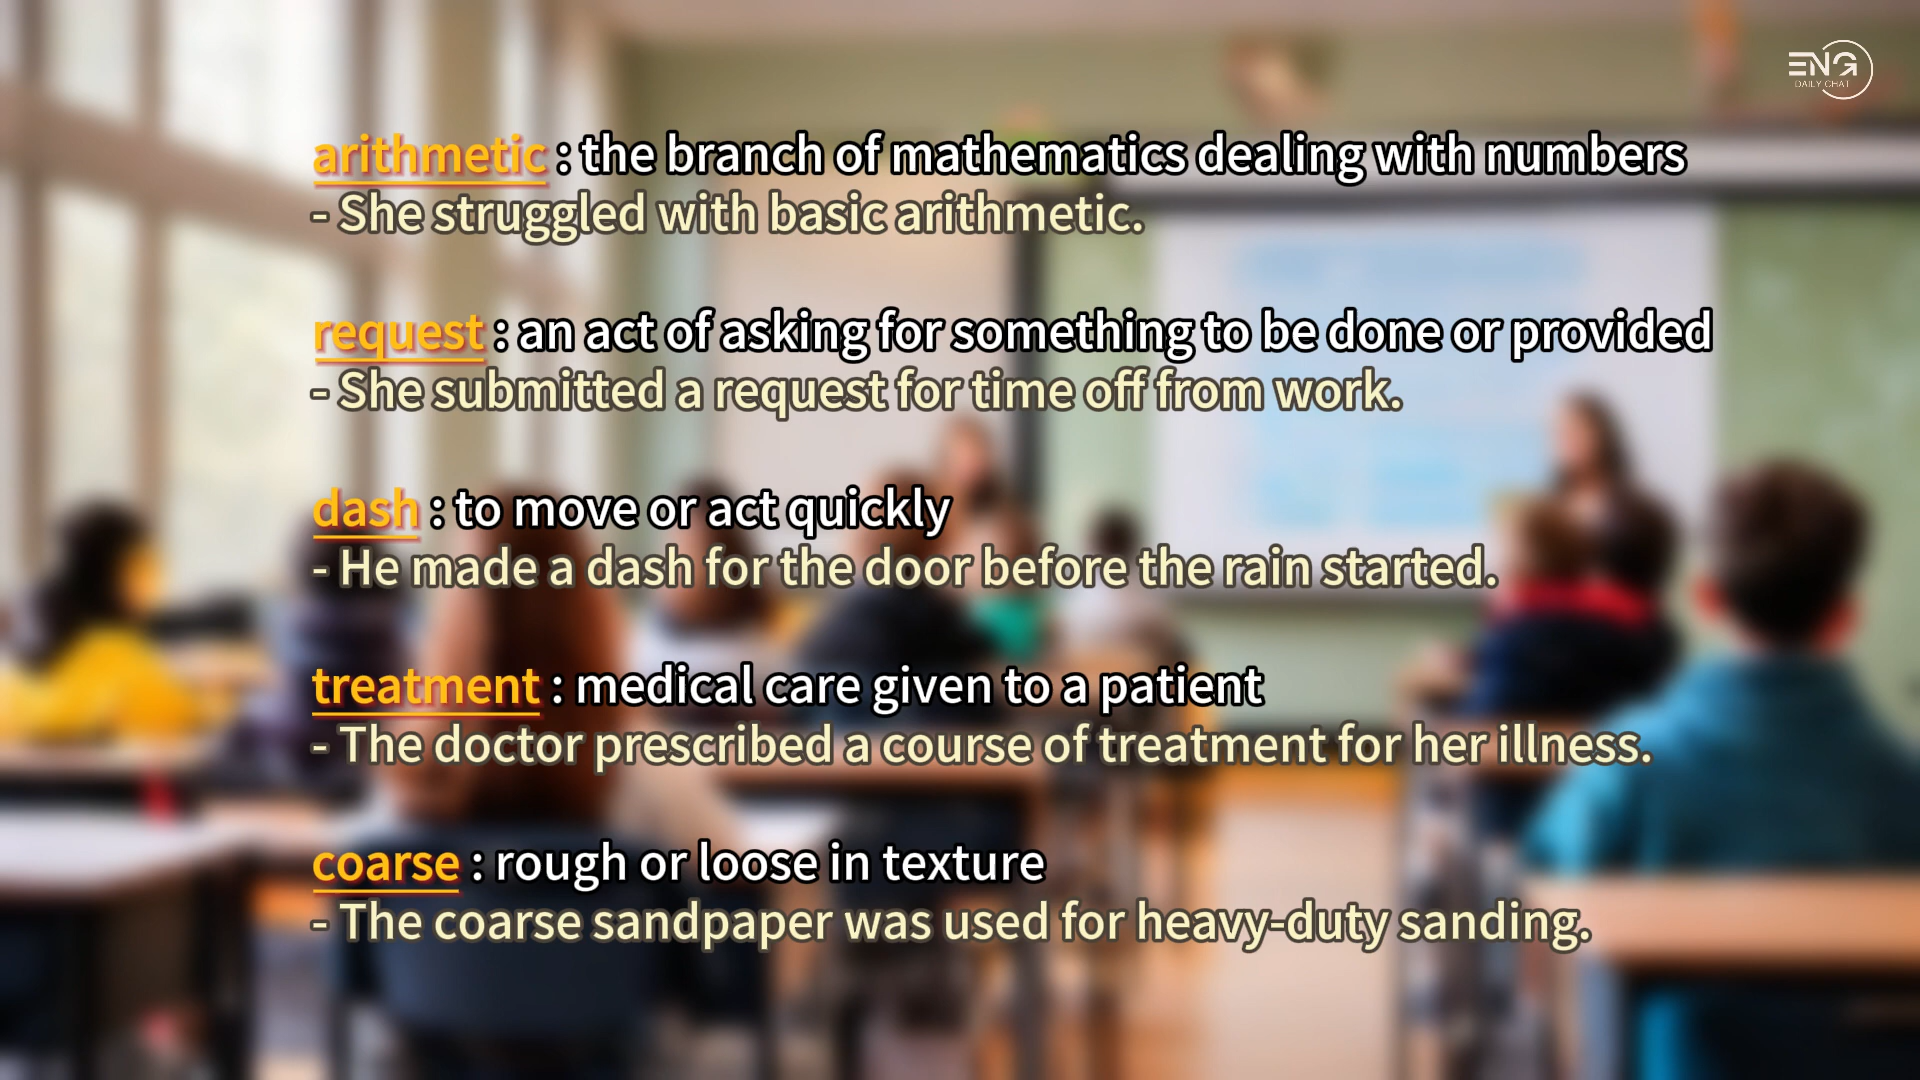 ENG
DAILY CHAT
arithmetic : the branch of mathematics dealing with numbers
- She struggled with basic arithmetic.
request : an act of asking for something to be done or provided
- She submitted a request for time off from work.
dash : to move or act quickly
- He made a dash for the door before the rain started.
treatment : medical care given to a patient
- The doctor prescribed a course of treatment for her illness.
coarse : rough or loose in texture
- The coarse sandpaper was used for heavy-duty sanding.